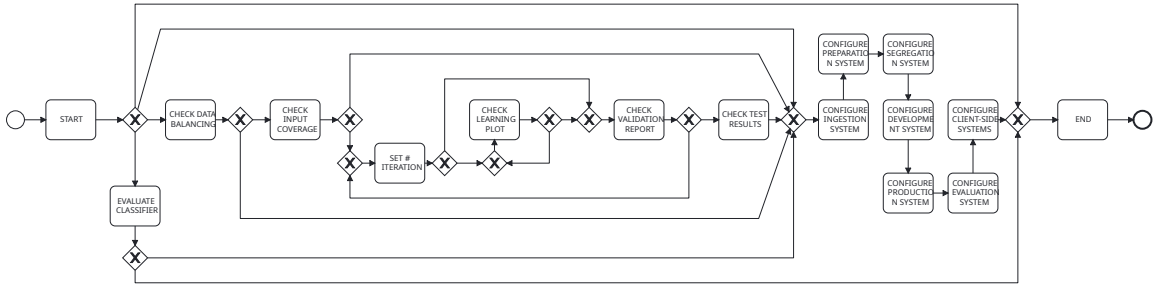 START
CHECK DATA
BALANCING
CHECK
INPUT
COVERAGE
SET #
ITERATION
CHECK
LEARNING
PLOT
CHECK
VALIDATION
REPORT
CHECK TEST
RESULTS
CONFIGURE
INGESTION
SYSTEM
CONFIGURE
PREPARATIO
N SYSTEM
CONFIGURE
SEGREGATIO
N SYSTEM
CONFIGURE
DEVELOPME
NT SYSTEM
CONFIGURE
PRODUCTIO
N SYSTEM
CONFIGURE
EVALUATION
SYSTEM
CONFIGURE
CLIENT-SIDE
SYSTEMS
END
EVALUATE
CLASSIFIER